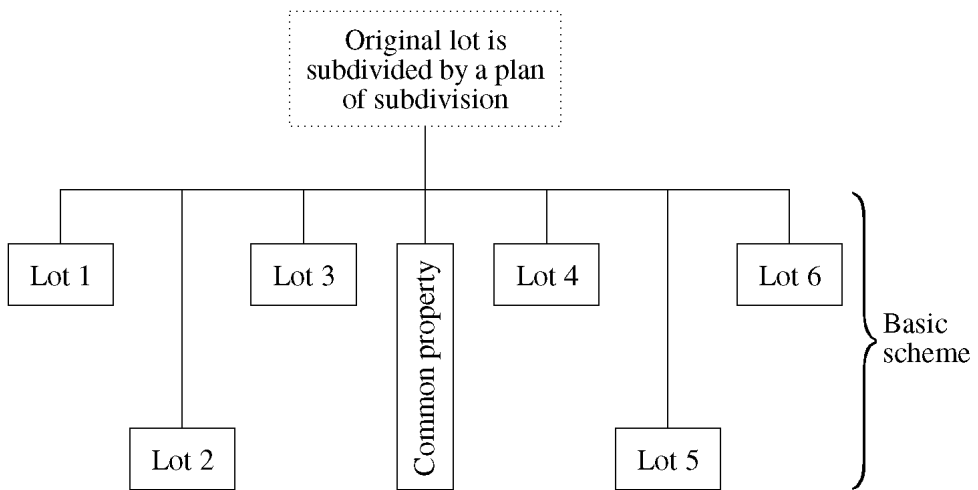 Original lot is
subdivided by a plan
of subdivision
Lot 1
Lot 3
Common property
Lot 4
Lot 6
Basic
scheme
Lot 2
Lot 5